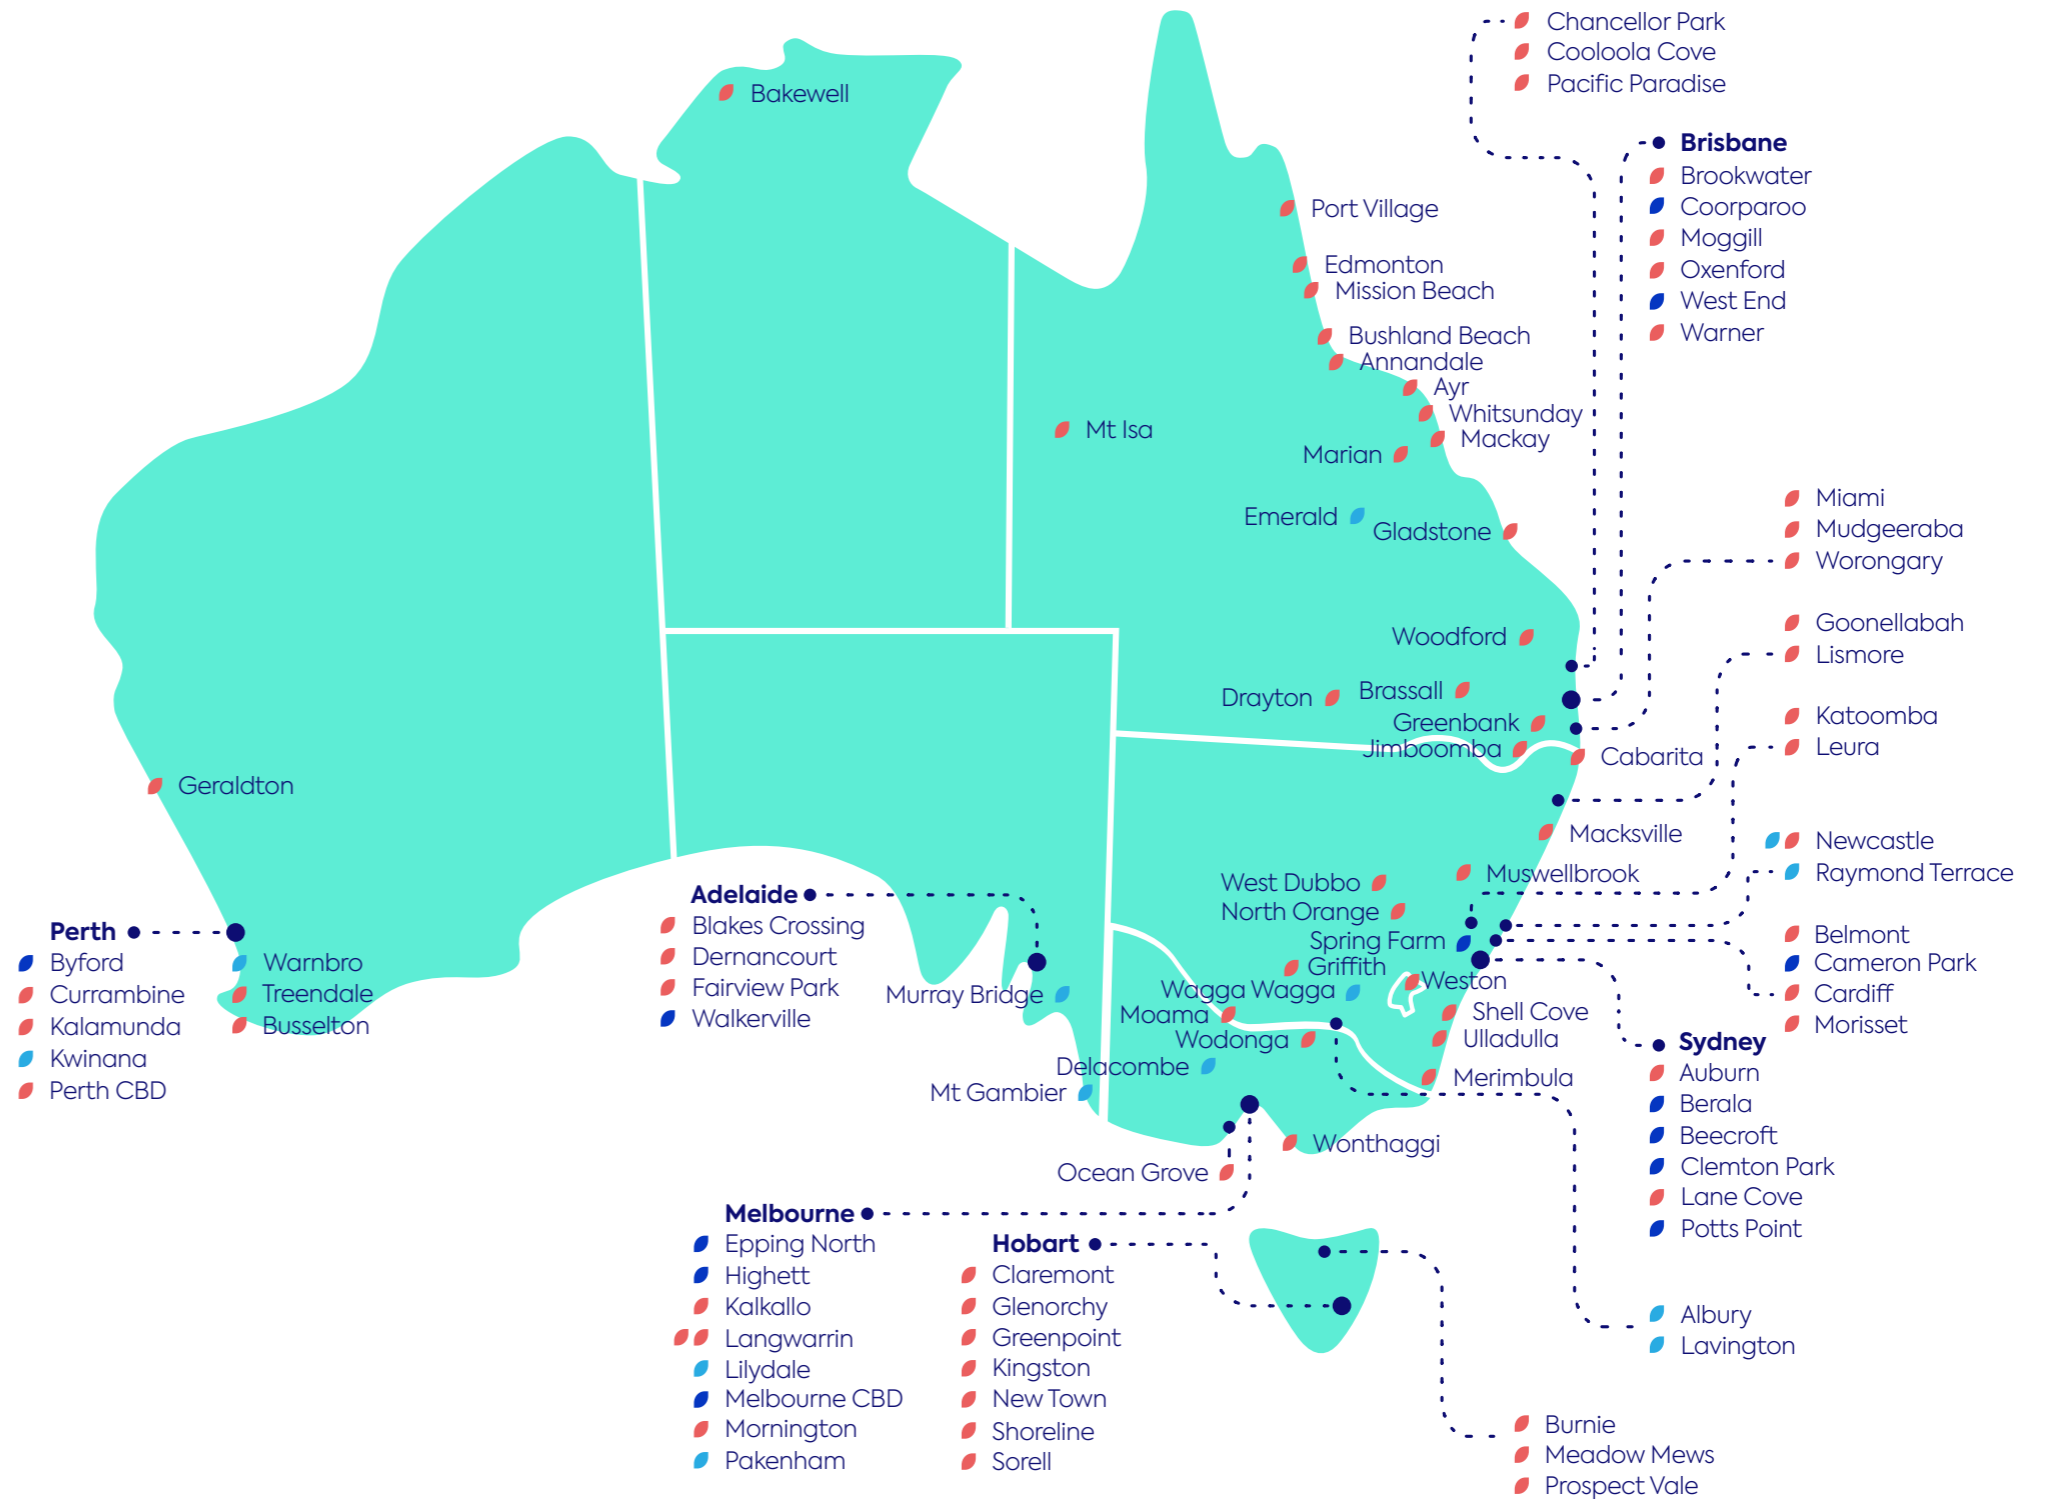 Chancellor Park
Cooloola Cove
Pacific Paradise
Bakewell
Brisbane
Brookwater
Coorparoo
Moggill
Oxenford
West End
Warner
Port Village
Edmonton
Mission Beach
Bushland Beach
Annandale
Ayr
Whitsunday
Mackay
Mt Isa
Marian
Emerald
Gladstone
Miami
Mudgeeraba
Worongary
Goonellabah
Lismore
Woodford
Drayton
Brassall
Greenbank
Jimboomba
Cabarita
Katoomba
Leura
Geraldton
Macksville
Newcastle
Raymond Terrace
West Dubbo
Muswellbrook
North Orange
Spring Farm
Griffith
Weston
Wagga Wagga
Moama
Shell Cove
Wodonga
Ulladulla
Delacombe
Merimbula
Mt Gambier
Murray Bridge
Belmont
Cameron Park
Cardiff
Morisset
Adelaide
Blakes Crossing
Dernancourt
Fairview Park
Walkerville
Perth
Byford
Currambine
Kalamunda
Kwinana
Perth CBD
Warnbro
Treendale
Busselton
Sydney
Auburn
Berala
Beecroft
Clemton Park
Lane Cove
Potts Point
Wonthaggi
Ocean Grove
Melbourne
Epping North
Highett
Kalkallo
Langwarrin
Lilydale
Melbourne CBD
Mornington
Pakenham
Hobart
Claremont
Glenorchy
Greenpoint
Kingston
New Town
Shoreline
Sorell
Albury
Lavington
Burnie
Meadow Mews
Prospect Vale